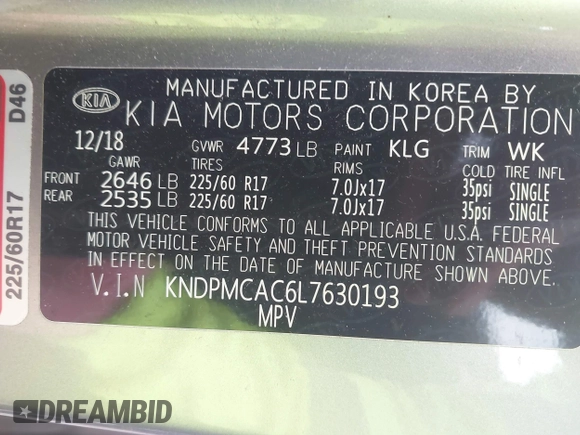 MANUFACTURED IN KOREA BY
KIA KIA MOTORS CORPORATION
12/18 GVWR 4773 LB PAINT KLG TRIM WK
GAWR TIRES RIMS COLD TIRE INFL
FRONT 2646 LB 225/60 R17 7.0Jx17 35psi SINGLE
REAR 2535 LB 225/60 R17 7.0Jx17 35psi SINGLE
THIS VEHICLE CONFORMS TO ALL APPLICABLE U.S.A. FEDERAL
MOTOR VEHICLE SAFETY AND THEFT PREVENTION STANDARDS
IN EFFECT ON THE DATE OF MANUFACTURE SHOWN ABOVE.
V.I.N KNDPMCAC6L7630193
MPV
D46
225/60R17
DREAMBID